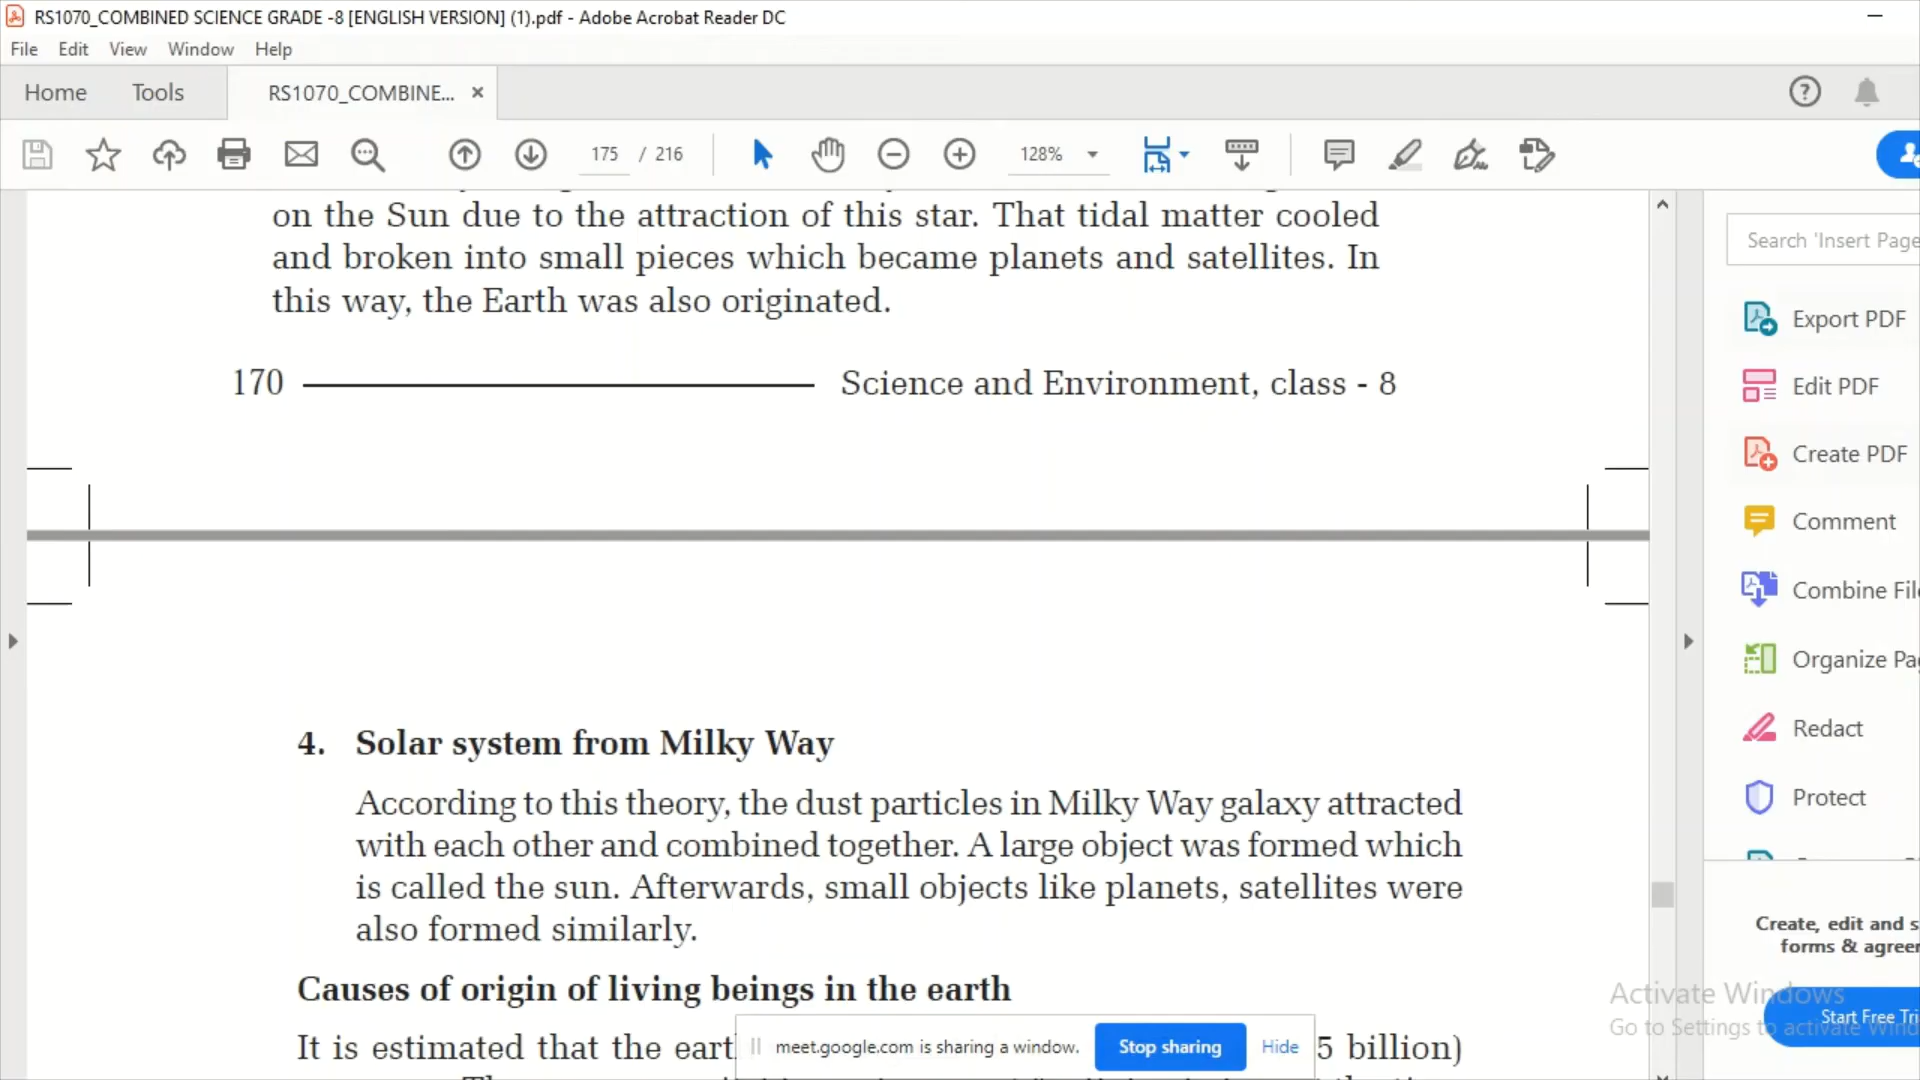 RS1070_COMBINED SCIENCE GRADE -8 [ENGLISH VERSION] (1).pdf - Adobe Acrobat Reader DC
File Edit View Window Help
Home Tools RS1070_COMBINE... ×
175 / 216 128%
on the Sun due to the attraction of this star. That tidal matter cooled
and broken into small pieces which became planets and satellites. In
this way, the Earth was also originated.
170 Science and Environment, class - 8
4. Solar system from Milky Way
According to this theory, the dust particles in Milky Way galaxy attracted
with each other and combined together. A large object was formed which
is called the sun. Afterwards, small objects like planets, satellites were
also formed similarly.
Causes of origin of living beings in the earth
It is estimated that the eart 5 billion)
meet.google.com is sharing a window. Stop sharing Hide
Search 'Insert Page
Export PDF
Edit PDF
Create PDF
Comment
Combine File
Organize Pag
Redact
Protect
Create, edit and s
forms & agreer
Start Free Tri
Activate Windows
Go to Settings to activate Wind